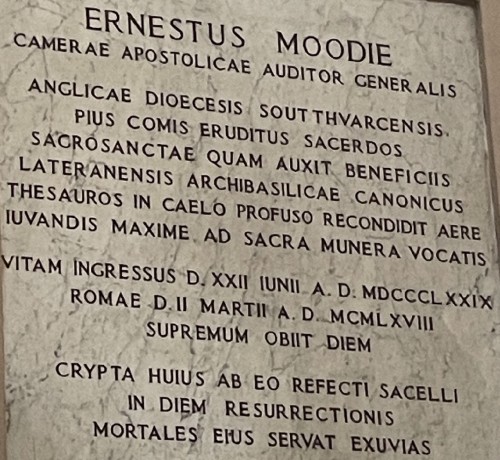 ERNESTUS MOODIE
CAMERAE APOSTOLICAE AUDITOR GENERALIS
ANGLICAE DIOECESIS SOUTTHVARCENSIS.
PIUS COMIS ERUDITUS SACERDOS
SACROSANCTAE QUAM AUXIT BENEFICIIS
LATERANENSIS ARCHIBASILICAE CANONICUS
THESAUROS IN CAELO PROFUSO RECONDIDIT AERE
IUVANDIS MAXIME AD SACRA MUNERA VOCATIS
VITAM INGRESSUS D. XXII IUNII A. D. MDCCCLXXIX
ROMAE D. II MARTII A. D. MCMLXVIII
SUPREMUM OBIIT DIEM
CRYPTA HUIUS AB EO REFECTI SACELLI
IN DIEM RESURRECTIONIS
MORTALES EIUS SERVAT EXUVIAS